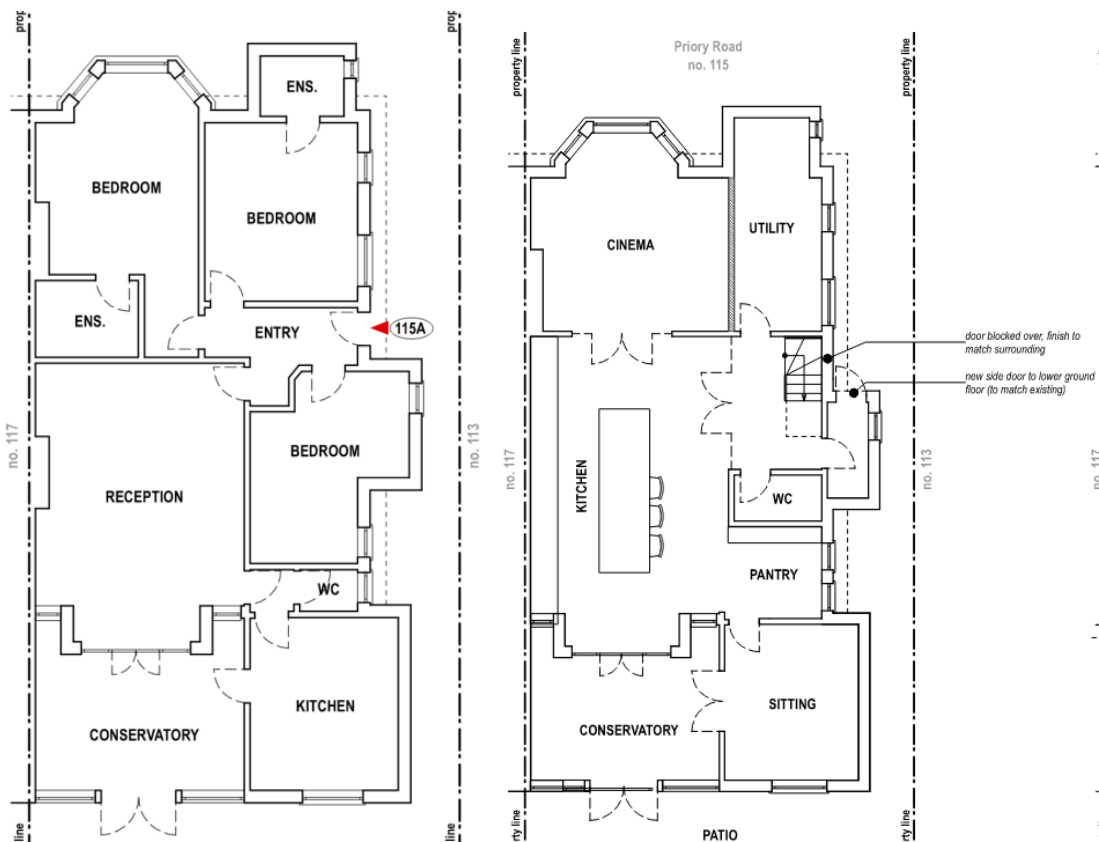 prop
property line
Priory Road
no. 115
property line
ENS.
BEDROOM
BEDROOM
UTILITY
CINEMA
ENS.
ENTRY
115A
door blocked over, finish to
match surrounding
new side door to lower ground
floor (to match existing)
no. 117
no. 113
BEDROOM
RECEPTION
no. 117
KITCHEN
WC
no. 113
117
PANTRY
WC
KITCHEN
SITTING
CONSERVATORY
CONSERVATORY
line
line
rty line
PATIO
rty line